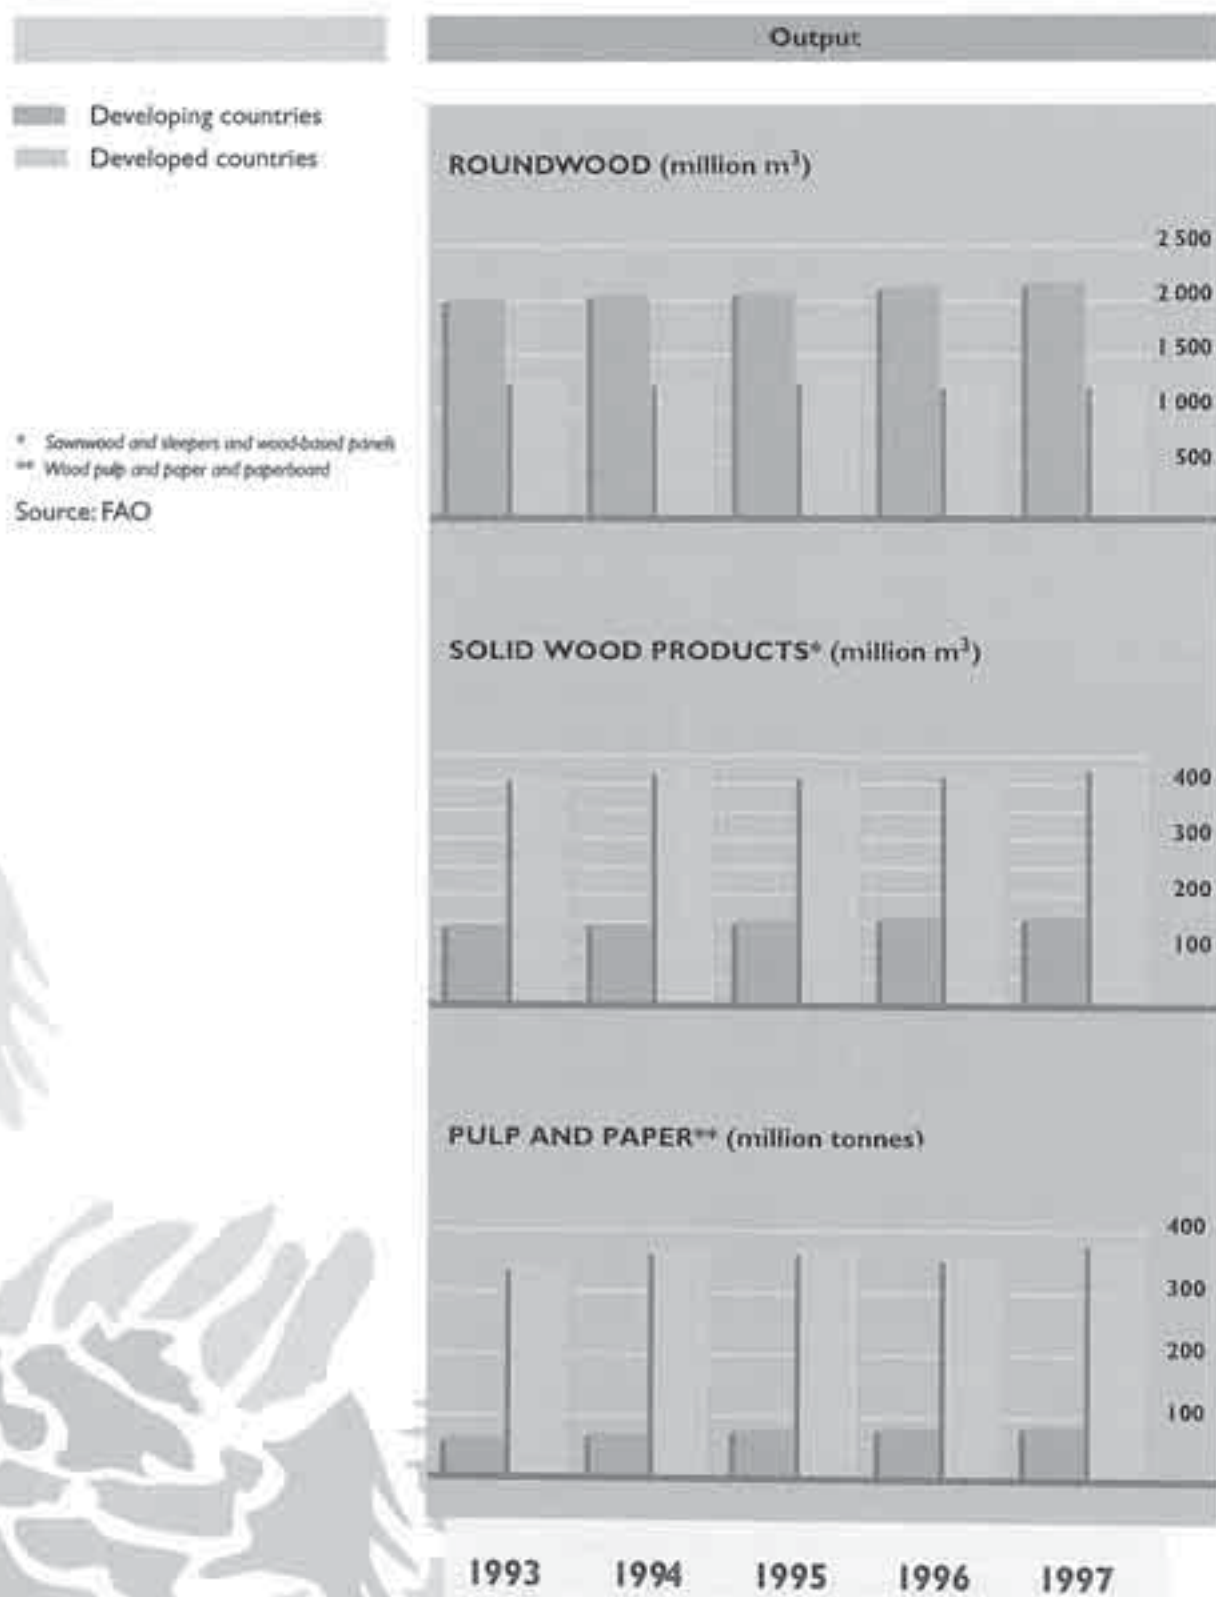 Output
Developing countries
Developed countries
ROUNDWOOD (million m³)
2 500
2 000
1 500
1 000
500
* Sawnwood and sleepers and wood-based panels
** Wood pulp and paper and paperboard
Source: FAO
SOLID WOOD PRODUCTS* (million m³)
400
300
200
100
PULP AND PAPER** (million tonnes)
400
300
200
100
1993 1994 1995 1996 1997